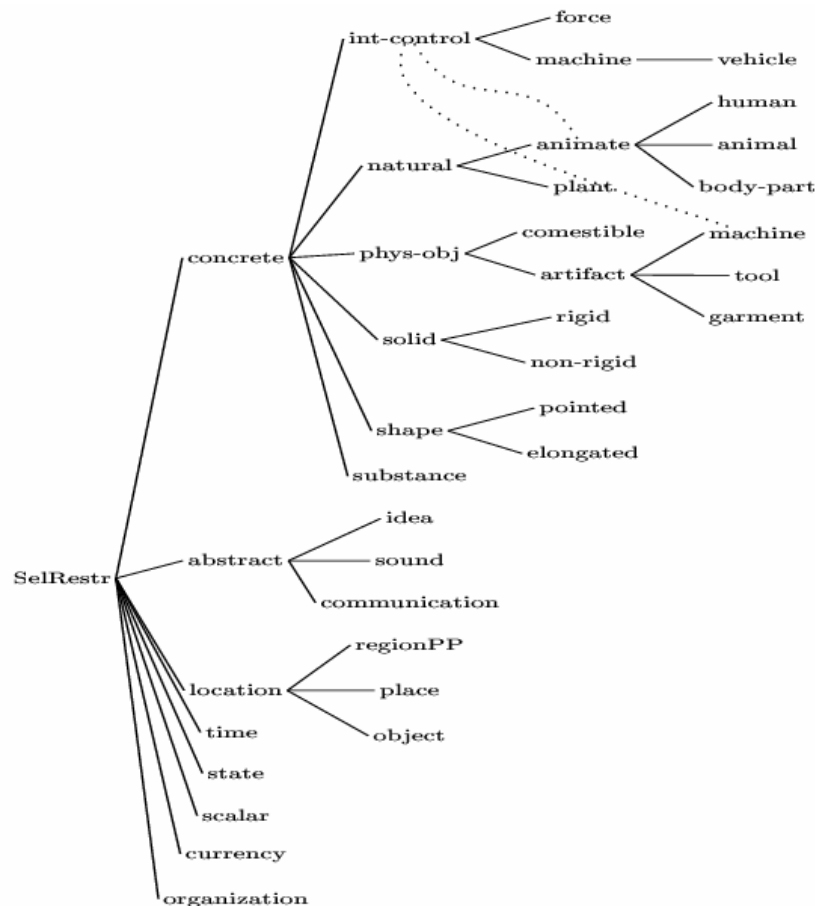 force
int-control
machine vehicle
human
animate animal
natural
plant body-part
comestible machine
concrete phys-obj
artifact tool
rigid garment
solid
non-rigid
pointed
shape
elongated
substance
idea
abstract sound
SelRestr
communication
regionPP
location place
time object
state
scalar
currency
organization